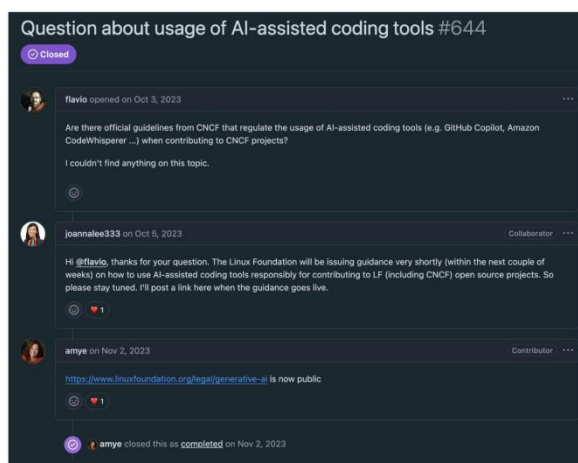 Question about usage of AI-assisted coding tools #644
Closed
flavio opened on Oct 3, 2023
Are there official guidelines from CNCF that regulate the usage of AI-assisted coding tools (e.g. GitHub Copilot, Amazon
CodeWhisperer ...) when contributing to CNCF projects?
I couldn't find anything on this topic.
joannalee333 on Oct 5, 2023 Collaborator
Hi @flavio, thanks for your question. The Linux Foundation will be issuing guidance very shortly (within the next couple of
weeks) on how to use AI-assisted coding tools responsibly for contributing to LF (including CNCF) open source projects. So
please stay tuned. I'll post a link here when the guidance goes live.
1
amye on Nov 2, 2023 Contributor
https://www.linuxfoundation.org/legal/generative-ai is now public
1
amye closed this as completed on Nov 2, 2023